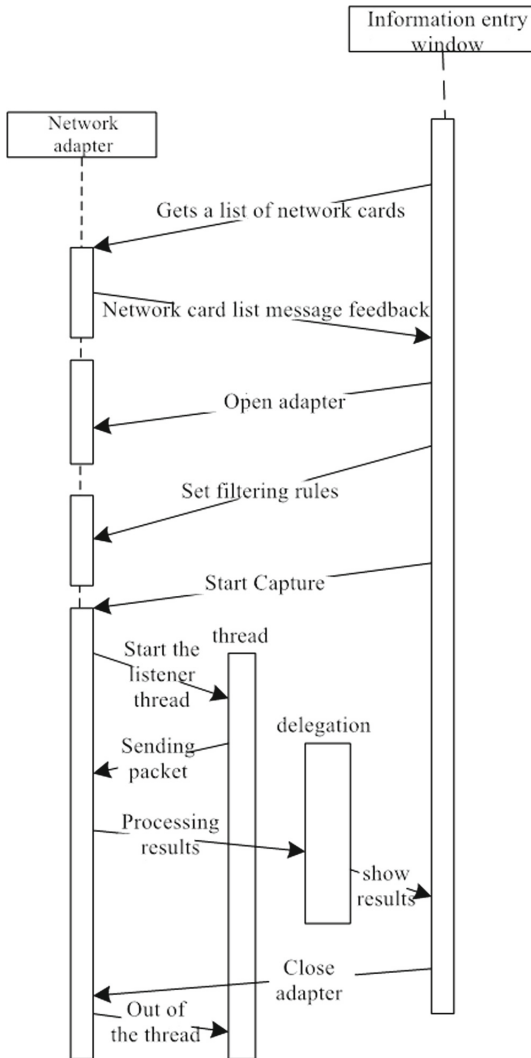 Information entry
window
Network
adapter
Gets a list of network cards
Network card list message feedback
Open adapter
Set filtering rules
Start Capture
thread
Start the
listener
thread
delegation
Sending
packet
Processing
results
show
results
Close
adapter
Out of
the thread